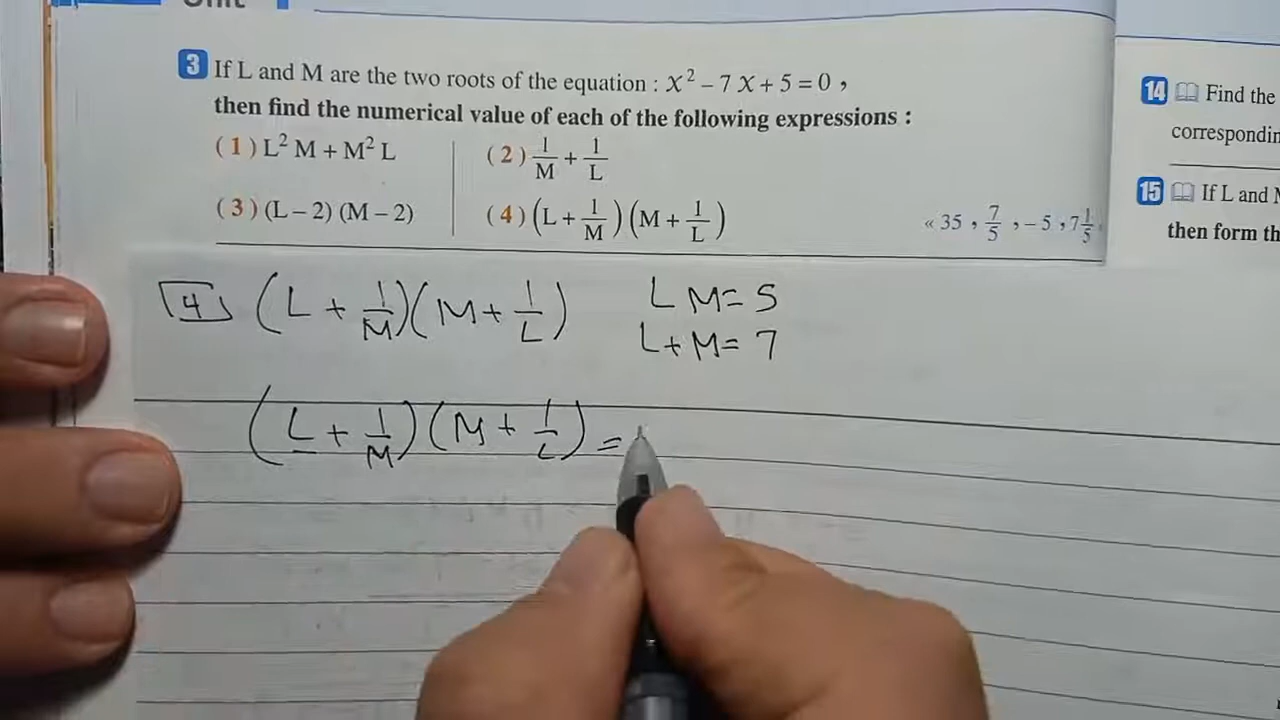 Unit
3 If L and M are the two roots of the equation : x² – 7 x + 5 = 0 ,
then find the numerical value of each of the following expressions :
( 1 ) L² M + M² L
( 2 ) 1/M + 1/L
( 3 ) (L – 2) (M – 2)
( 4 ) (L + 1/M) (M + 1/L)
« 35 , 7/5 , – 5 , 7 1/5
14 Find the
correspondin
15 If L and M
then form th
4 (L + 1/M)(M + 1/L)
L M = 5
L + M = 7
(L + 1/M)(M + 1/L) =